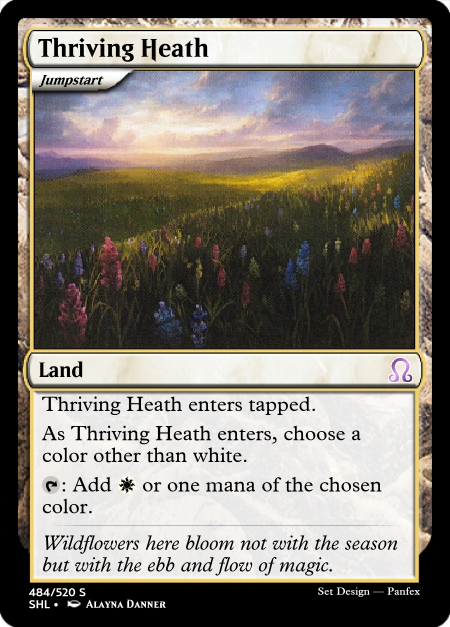 Thriving Heath
Jumpstart
Land
Thriving Heath enters tapped.
As Thriving Heath enters, choose a
color other than white.
: Add or one mana of the chosen
color.
Wildflowers here bloom not with the season
but with the ebb and flow of magic.
484/520 S
Set Design — Panfex
SHL • Alayna Danner